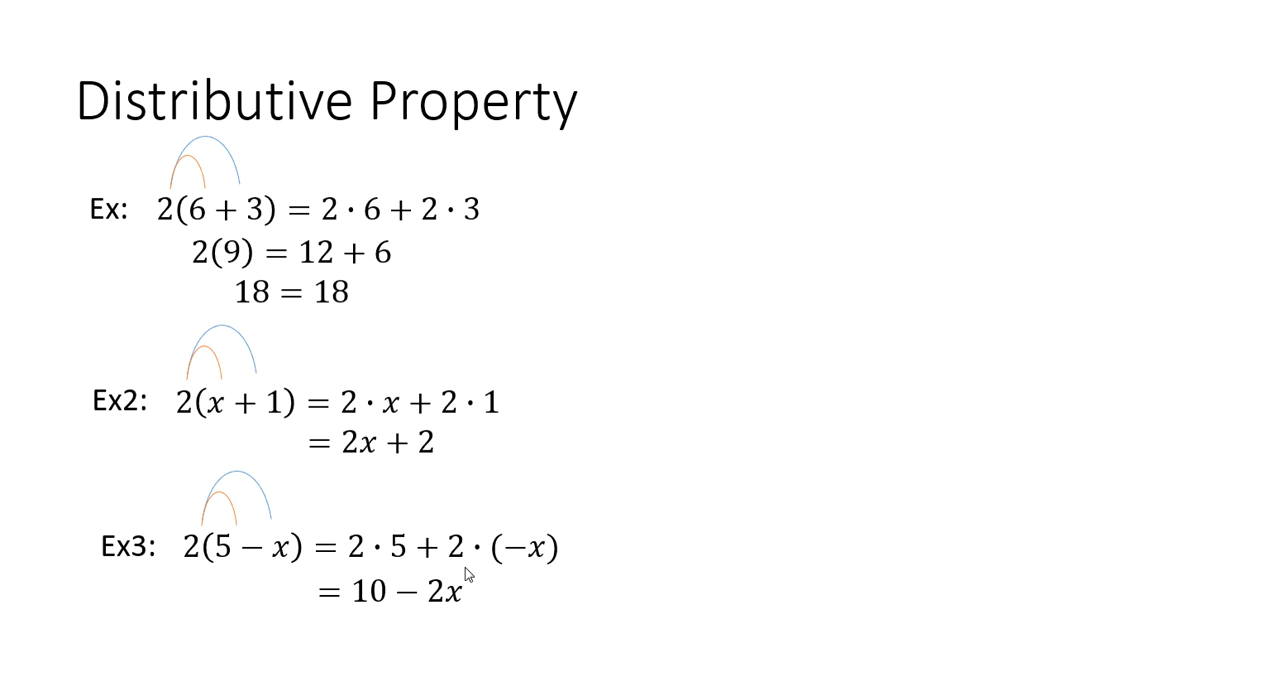 Distributive Property
Ex: 2(6 + 3) = 2 · 6 + 2 · 3
2(9) = 12 + 6
18 = 18
Ex2: 2(x + 1) = 2 · x + 2 · 1
= 2x + 2
Ex3: 2(5 − x) = 2 · 5 + 2 · (−x)
= 10 − 2x